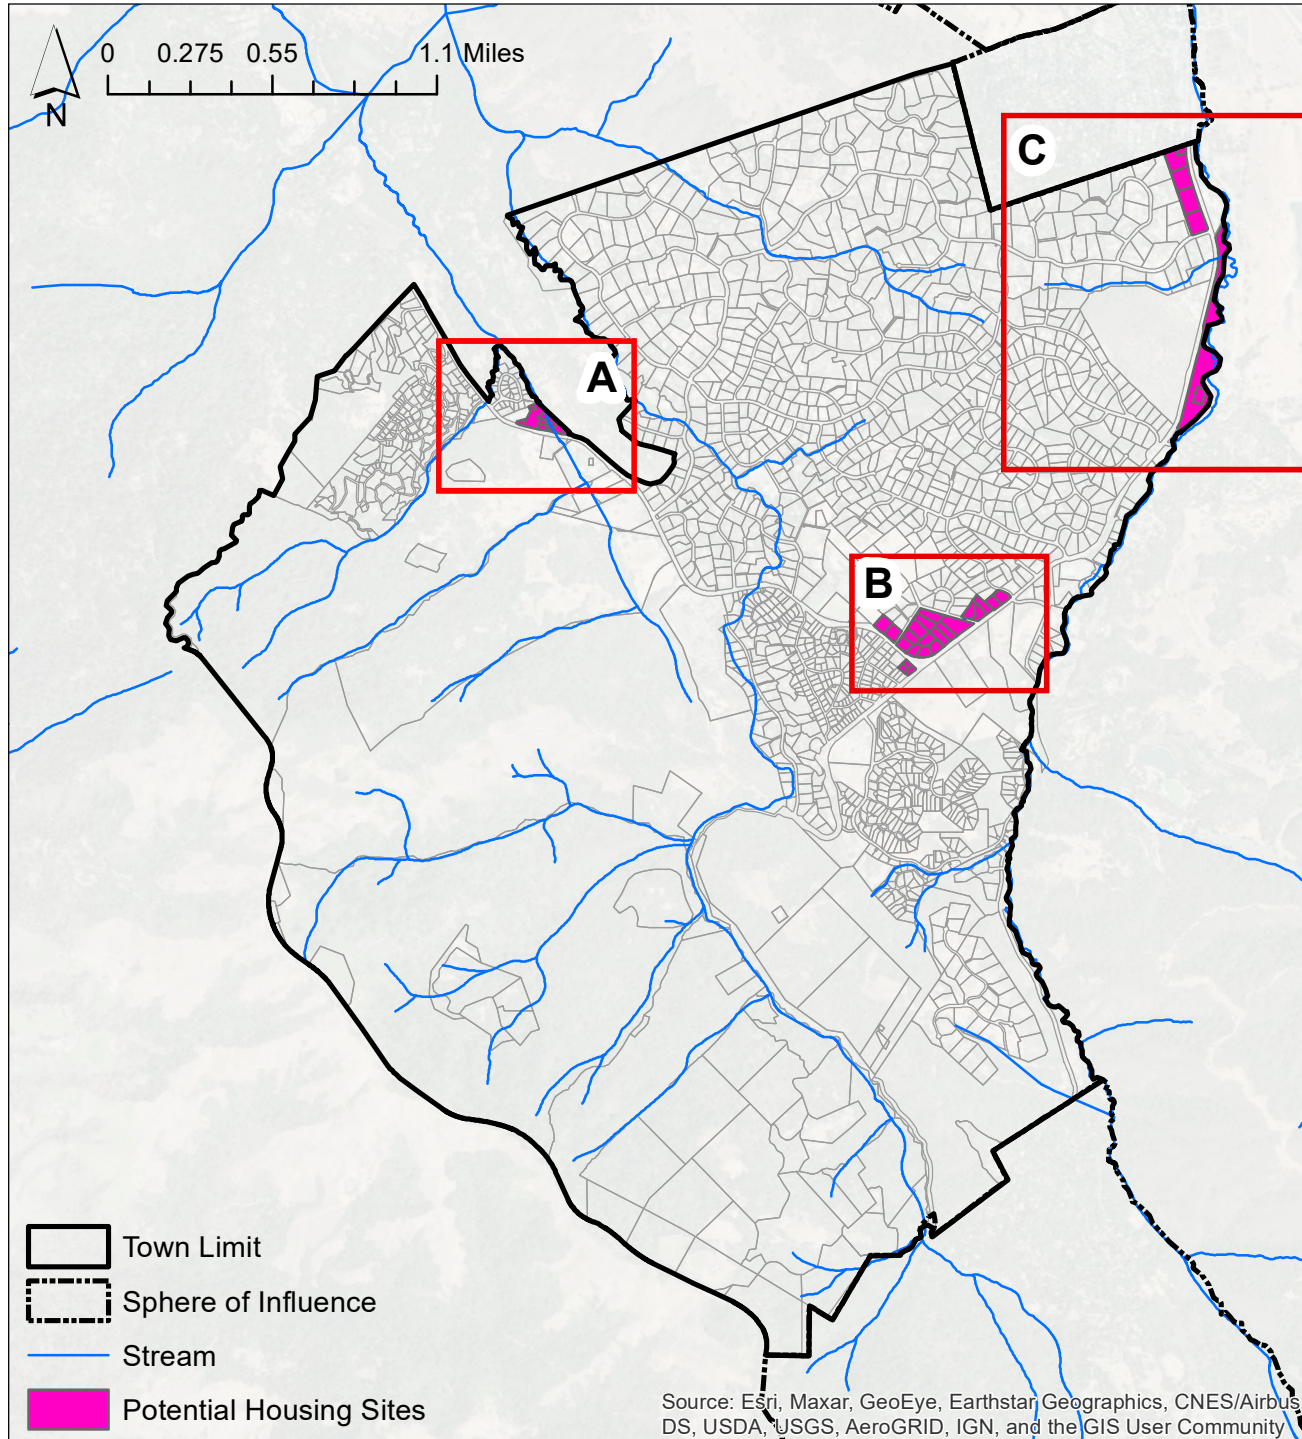 0 0.275 0.55 1.1 Miles
N
C
A
B
Town Limit
Sphere of Influence
Stream
Potential Housing Sites
Source: Esri, Maxar, GeoEye, Earthstar Geographics, CNES/Airbus
DS, USDA, USGS, AeroGRID, IGN, and the GIS User Community